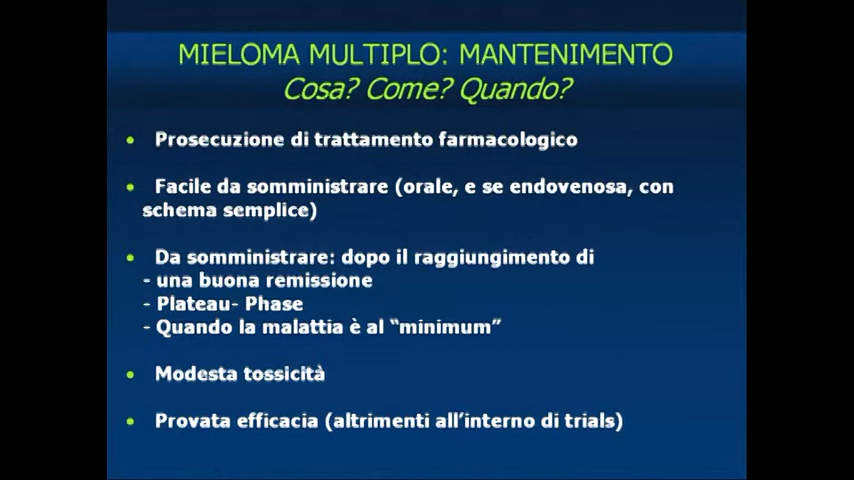 MIELOMA MULTIPLO: MANTENIMENTO
Cosa? Come? Quando?
• Prosecuzione di trattamento farmacologico
• Facile da somministrare (orale, e se endovenosa, con
schema semplice)
• Da somministrare: dopo il raggiungimento di
- una buona remissione
- Plateau- Phase
- Quando la malattia è al “minimum”
• Modesta tossicità
• Provata efficacia (altrimenti all’interno di trials)